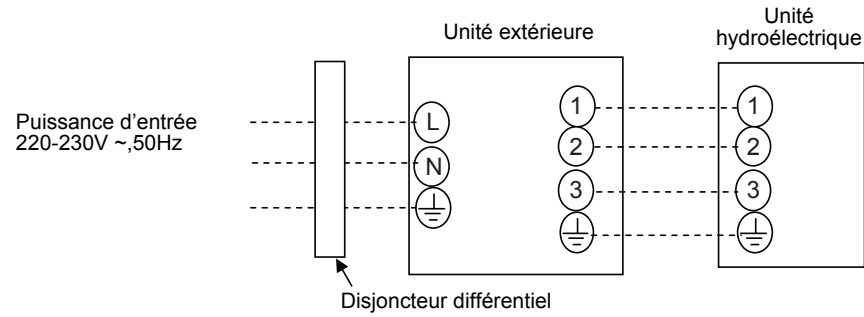 Unité
hydroélectrique
Unité extérieure
Puissance d’entrée
220-230V ~,50Hz
L
N
1
2
3
1
2
3
Disjoncteur différentiel